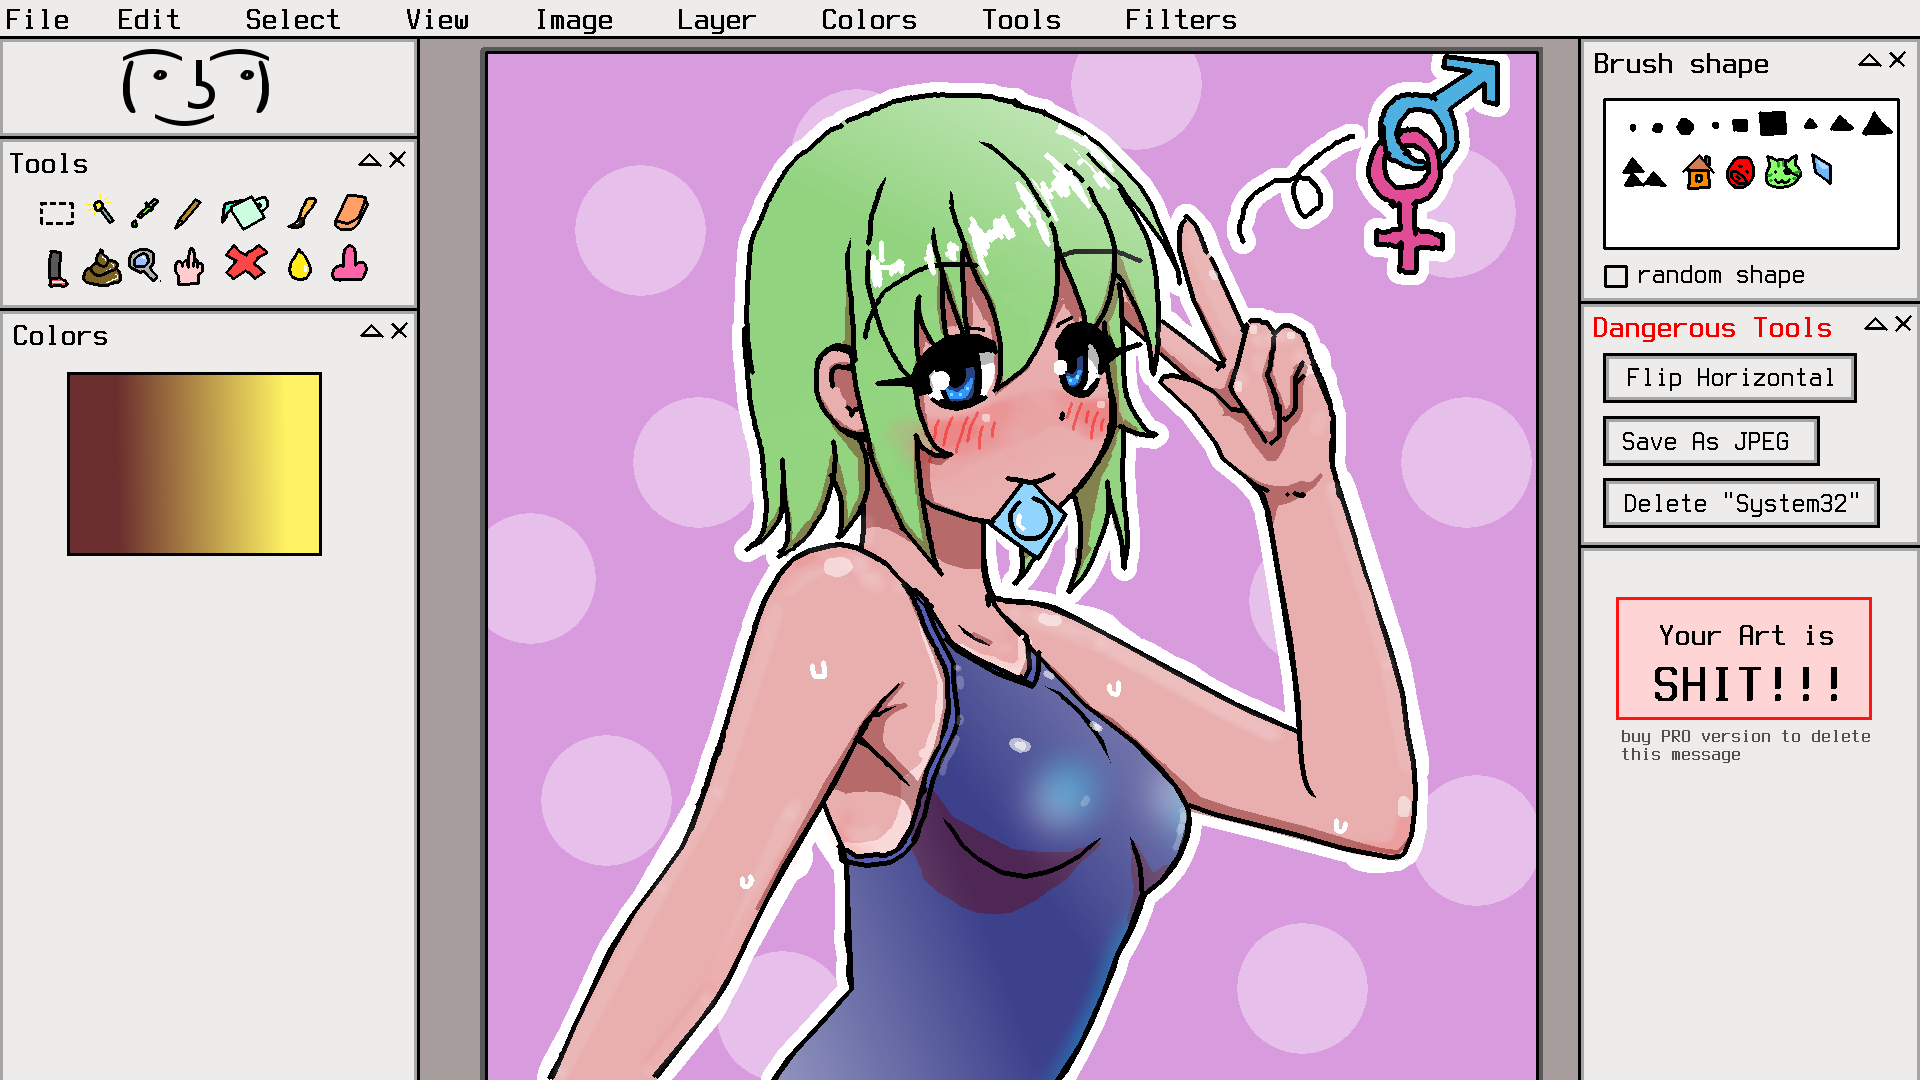 File Edit Select View Image Layer Colors Tools Filters
( ͡° ͜ʖ ͡°)
Tools
Colors
Brush shape
random shape
Dangerous Tools
Flip Horizontal
Save As JPEG
Delete "System32"
Your Art is
SHIT!!!
buy PRO version to delete
this message